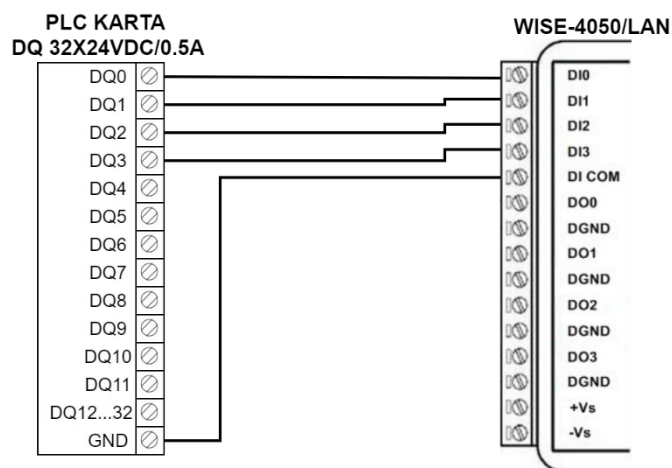 PLC KARTA
DQ 32X24VDC/0.5A
DQ0
DQ1
DQ2
DQ3
DQ4
DQ5
DQ6
DQ7
DQ8
DQ9
DQ10
DQ11
DQ12...32
GND
WISE-4050/LAN
DI0
DI1
DI2
DI3
DI COM
DO0
DGND
DO1
DGND
DO2
DGND
DO3
DGND
+Vs
-Vs